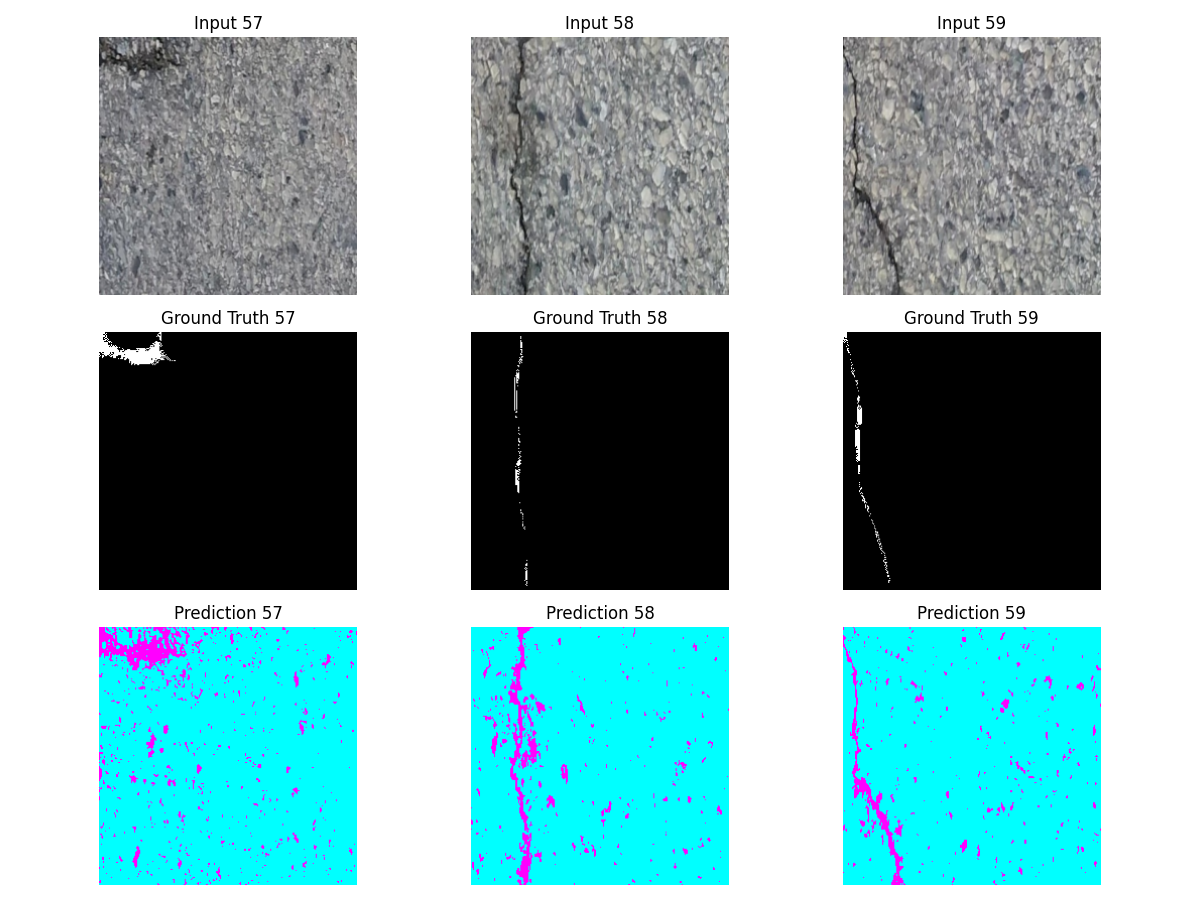 Input 57
Input 58
Input 59
Ground Truth 57
Ground Truth 58
Ground Truth 59
Prediction 57
Prediction 58
Prediction 59